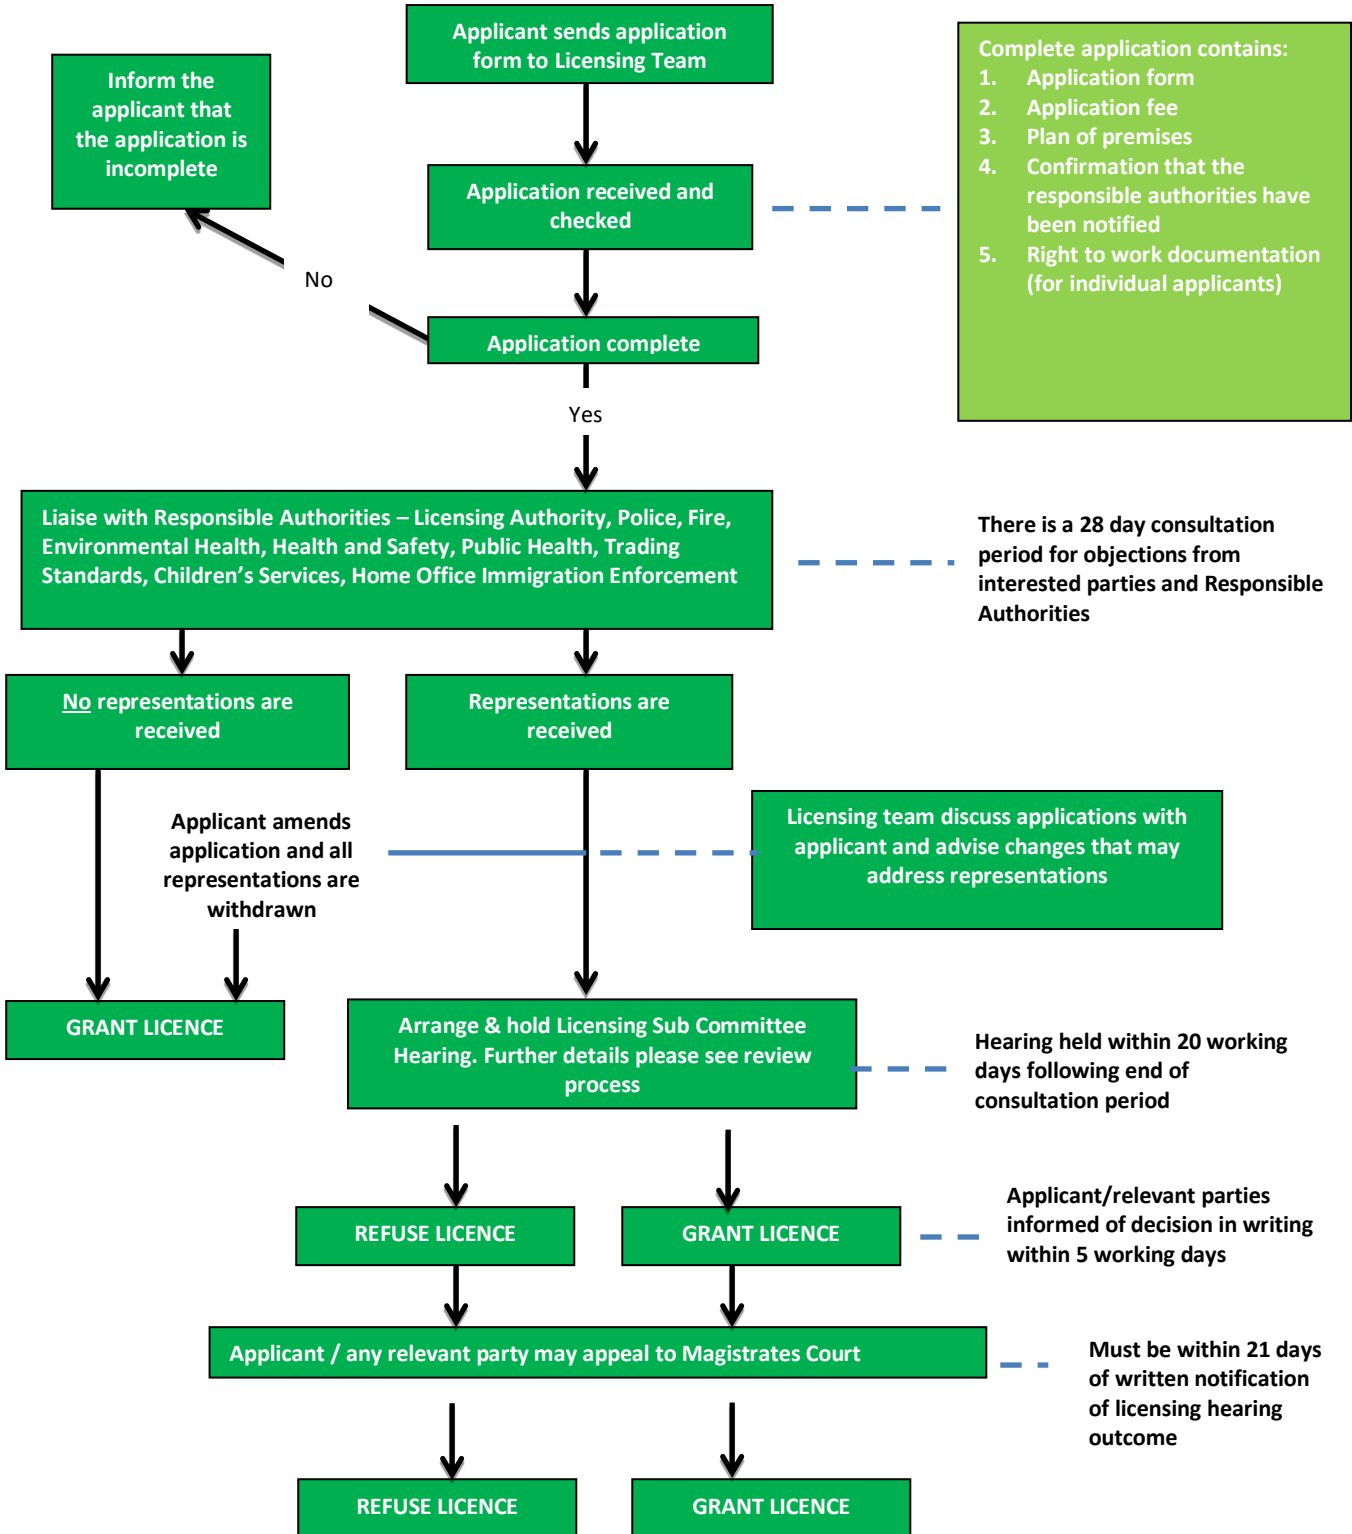 Applicant sends application
form to Licensing Team
Complete application contains:
1. Application form
2. Application fee
3. Plan of premises
4. Confirmation that the
responsible authorities have
been notified
5. Right to work documentation
(for individual applicants)
Inform the
applicant that
the application is
incomplete
Application received and
checked
No
Application complete
Yes
Liaise with Responsible Authorities – Licensing Authority, Police, Fire,
Environmental Health, Health and Safety, Public Health, Trading
Standards, Children’s Services, Home Office Immigration Enforcement
There is a 28 day consultation
period for objections from
interested parties and Responsible
Authorities
No representations are
received
Representations are
received
Applicant amends
application and all
representations are
withdrawn
Licensing team discuss applications with
applicant and advise changes that may
address representations
GRANT LICENCE
Arrange & hold Licensing Sub Committee
Hearing. Further details please see review
process
Hearing held within 20 working
days following end of
consultation period
REFUSE LICENCE
GRANT LICENCE
Applicant/relevant parties
informed of decision in writing
within 5 working days
Applicant / any relevant party may appeal to Magistrates Court
Must be within 21 days
of written notification
of licensing hearing
outcome
REFUSE LICENCE
GRANT LICENCE